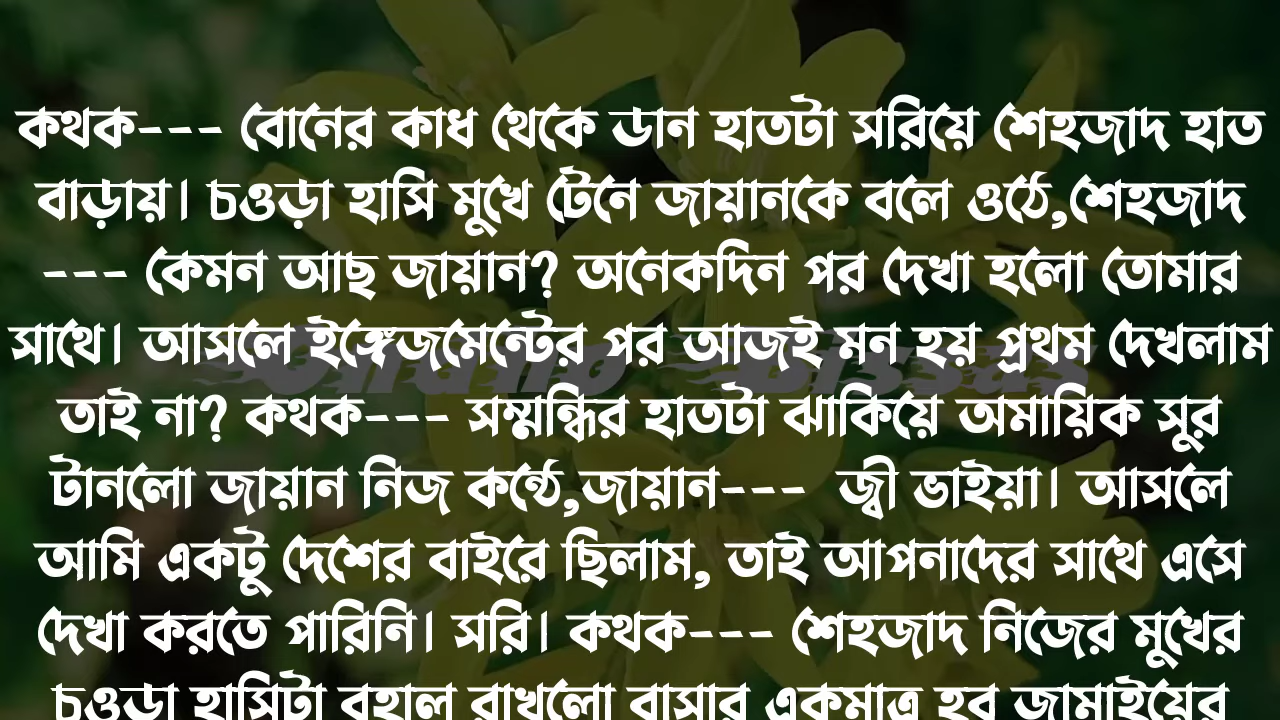 কথক--- বোনের কাধ থেকে ডান হাতটা সরিয়ে শেহজাদ হাত
বাড়ায়। চওড়া হাসি মুখে টেনে জায়ানকে বলে ওঠে,শেহজাদ
--- কেমন আছ জায়ান? অনেকদিন পর দেখা হলো তোমার
সাথে। আসলে ইঙ্গেজমেন্টের পর আজই মন হয় প্রথম দেখলাম
তাই না? কথক--- সম্মন্ধির হাতটা ঝাকিয়ে অমায়িক সুর
টানলো জায়ান নিজ কন্ঠে,জায়ান--- জ্বী ভাইয়া। আসলে
আমি একটু দেশের বাইরে ছিলাম, তাই আপনাদের সাথে এসে
দেখা করতে পারিনি। সরি। কথক--- শেহজাদ নিজের মুখের
চওড়া হাসিটা বহাল রাখলো বাসার একমাত্র হবু জামাইয়ের